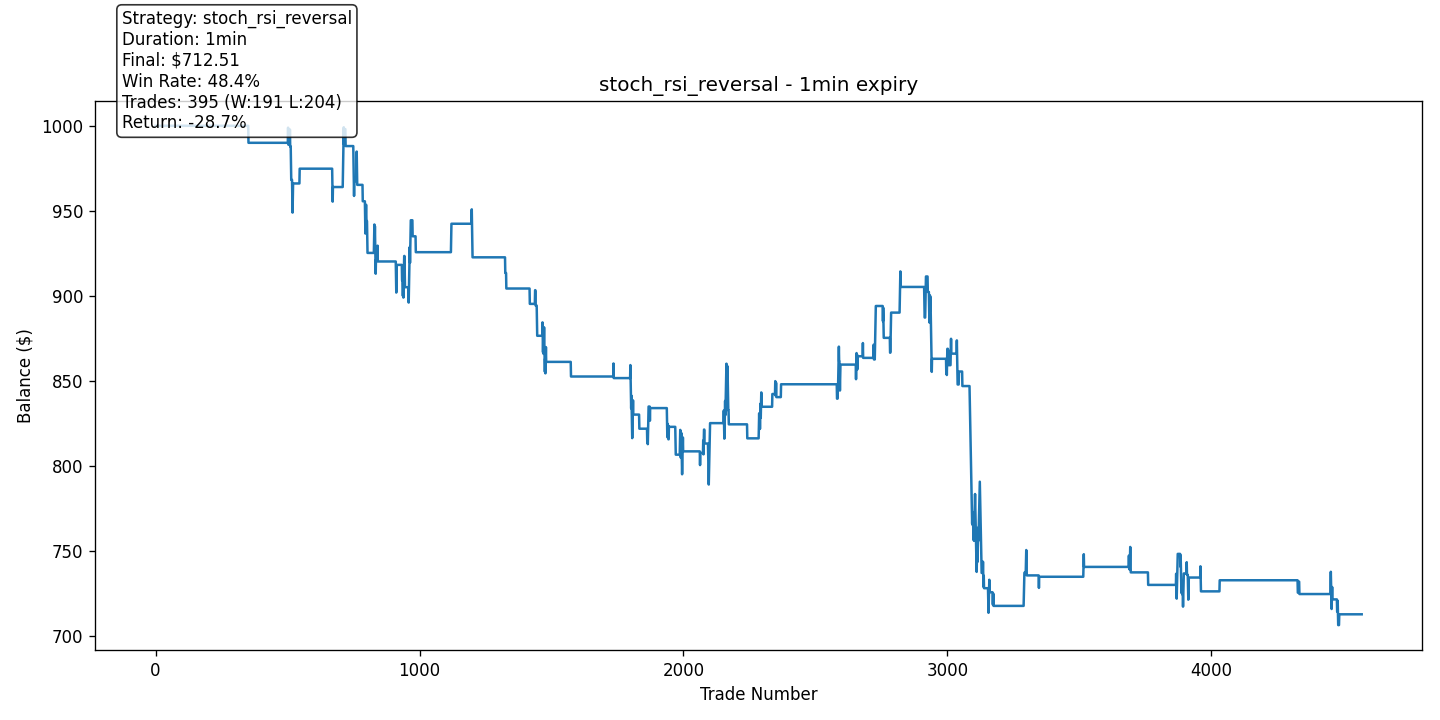 Strategy: stoch_rsi_reversal
Duration: 1min
Final: $712.51
Win Rate: 48.4%
Trades: 395 (W:191 L:204)
Return: -28.7%
stoch_rsi_reversal - 1min expiry
Balance ($)
1000
950
900
850
800
750
700
0 1000 2000 3000 4000
Trade Number